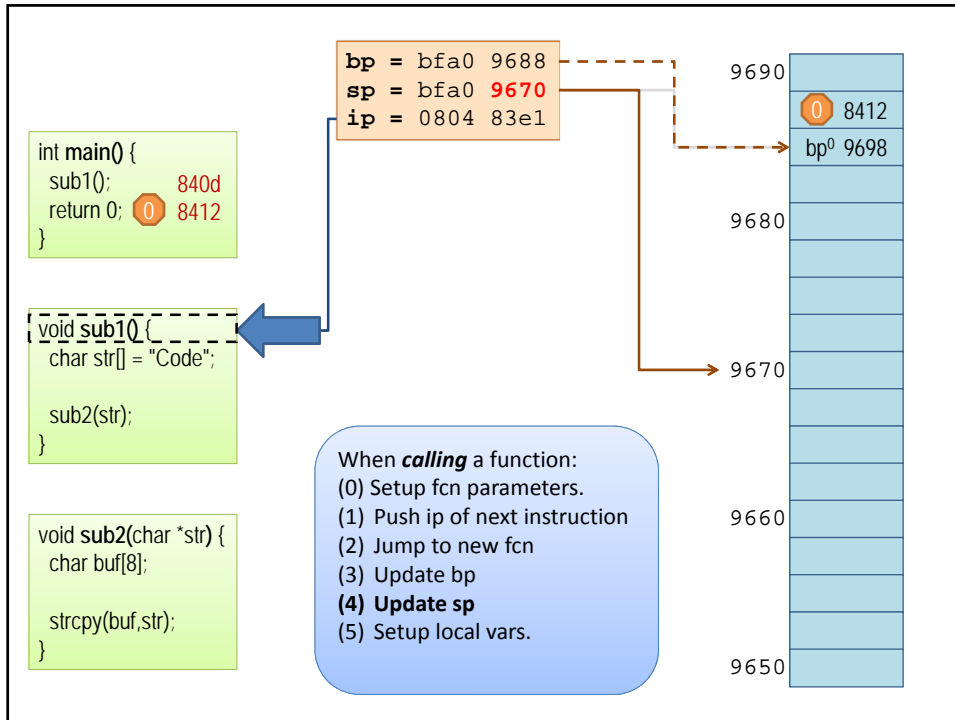 bp = bfa0 9688
sp = bfa0 9670
ip = 0804 83e1
int main() {
sub1(); 840d
return 0; 0 8412
}
void sub1() {
char str[] = "Code";
sub2(str);
}
void sub2(char *str) {
char buf[8];
strcpy(buf,str);
}
When calling a function:
(0) Setup fcn parameters.
(1) Push ip of next instruction
(2) Jump to new fcn
(3) Update bp
(4) Update sp
(5) Setup local vars.
9690
0 8412
bp⁰ 9698
9680
9670
9660
9650